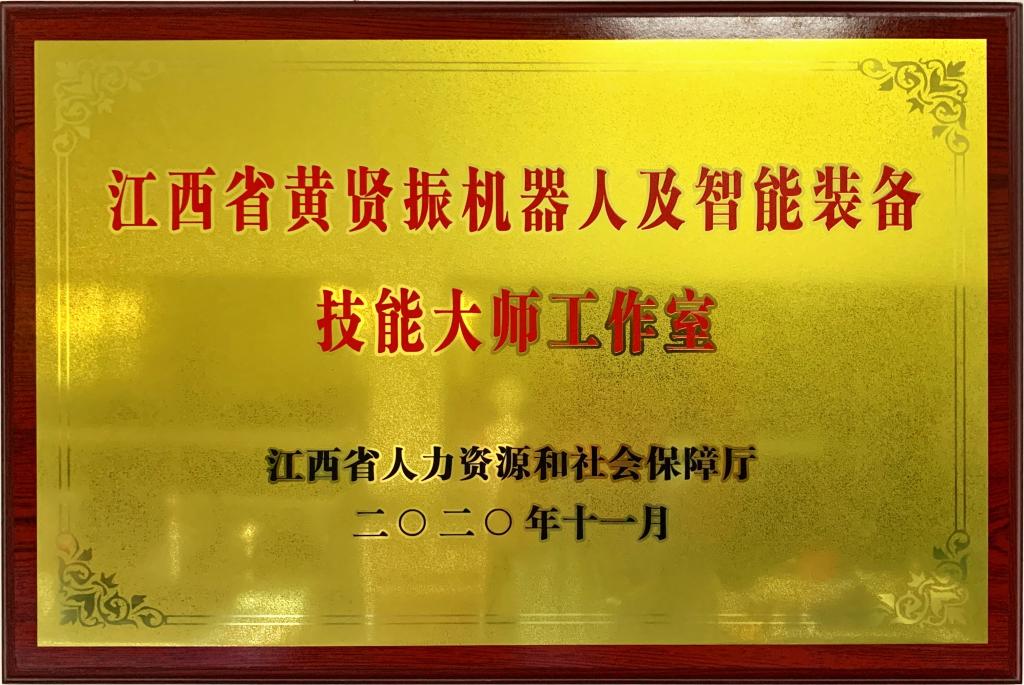 江西省黄贤振机器人及智能装备
技能大师工作室
江西省人力资源和社会保障厅
二〇二〇年十一月